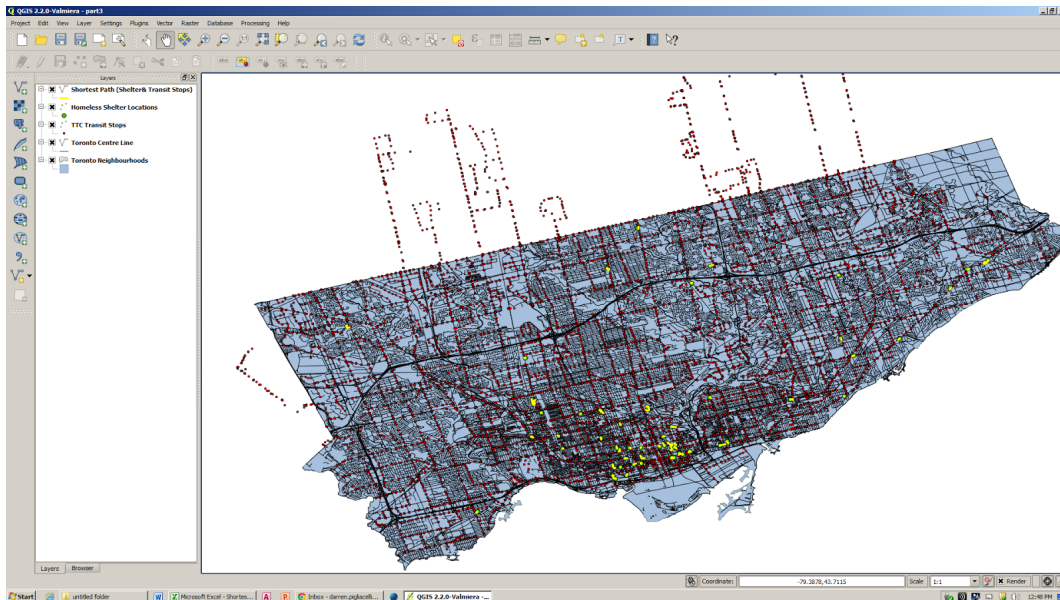 QGIS 2.2.0-Valmiera - part3
Project Edit View Layer Settings Plugins Vector Raster Database Processing Help
Layers
Shortest Path (Shelter& Transit Stops)
Homeless Shelter Locations
TTC Transit Stops
Toronto Centre Line
Toronto Neighbourhoods
Layers Browser
Coordinate: -79.3878,43.7115 Scale 1:1 Render
Start untitled folder Microsoft Excel - Shortes... Inbox - darren.pigliacelli... QGIS 2.2.0-Valmiera -... 12:48 PM